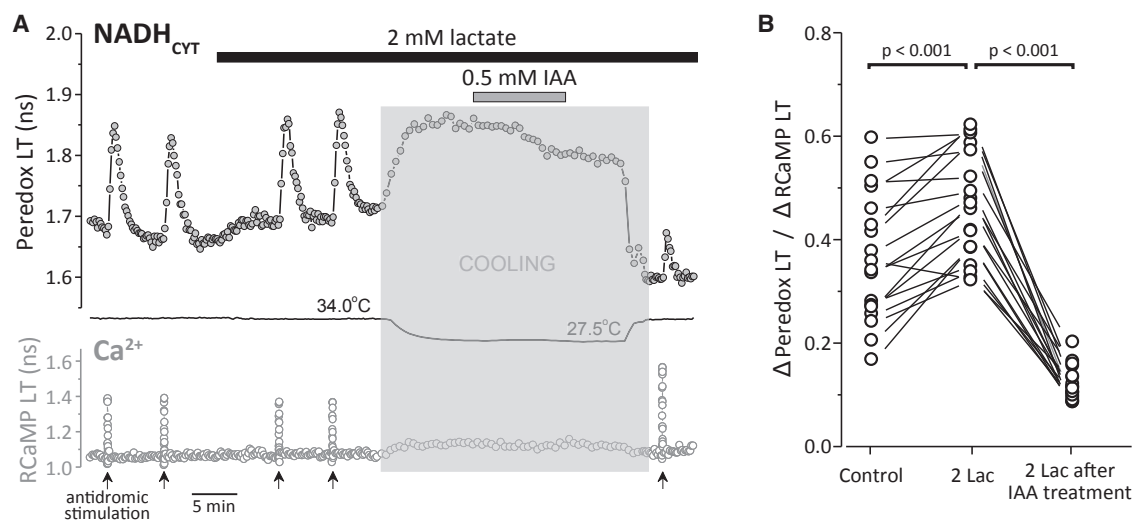 A
NADH CYT
2 mM lactate
0.5 mM IAA
Peredox LT (ns)
2.0
1.9
1.8
1.7
1.6
COOLING
34.0°C
27.5°C
Ca2+
RCaMP LT (ns)
1.6
1.4
1.2
1.0
antidromic
stimulation
5 min
B
p < 0.001
p < 0.001
Δ Peredox LT / Δ RCaMP LT
0.8
0.6
0.4
0.2
0.0
Control
2 Lac
2 Lac after
IAA treatment